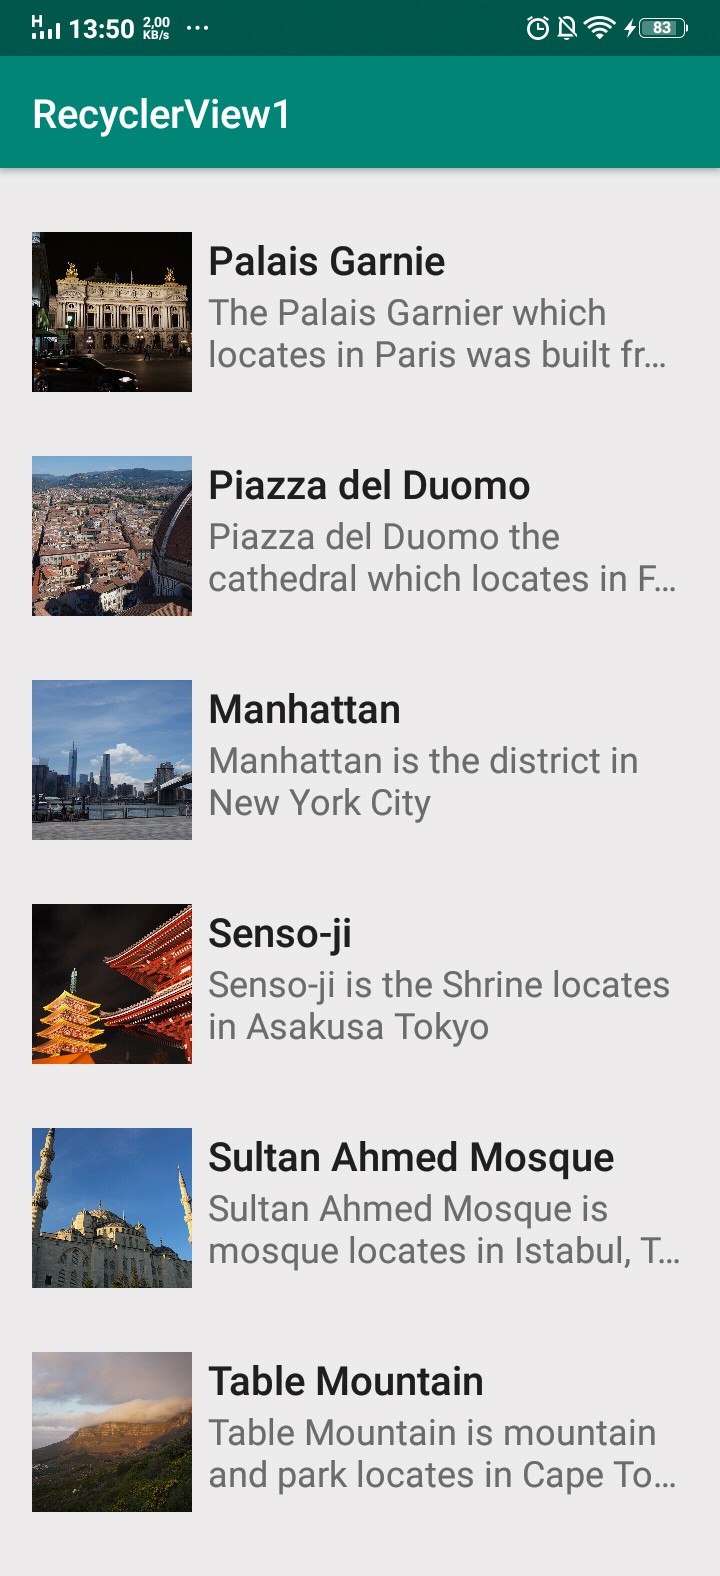 H 13:50 2,00 KB/s ... 83
RecyclerView1
Palais Garnie
The Palais Garnier which
locates in Paris was built fr...
Piazza del Duomo
Piazza del Duomo the
cathedral which locates in F...
Manhattan
Manhattan is the district in
New York City
Senso-ji
Senso-ji is the Shrine locates
in Asakusa Tokyo
Sultan Ahmed Mosque
Sultan Ahmed Mosque is
mosque locates in Istabul, T...
Table Mountain
Table Mountain is mountain
and park locates in Cape To...